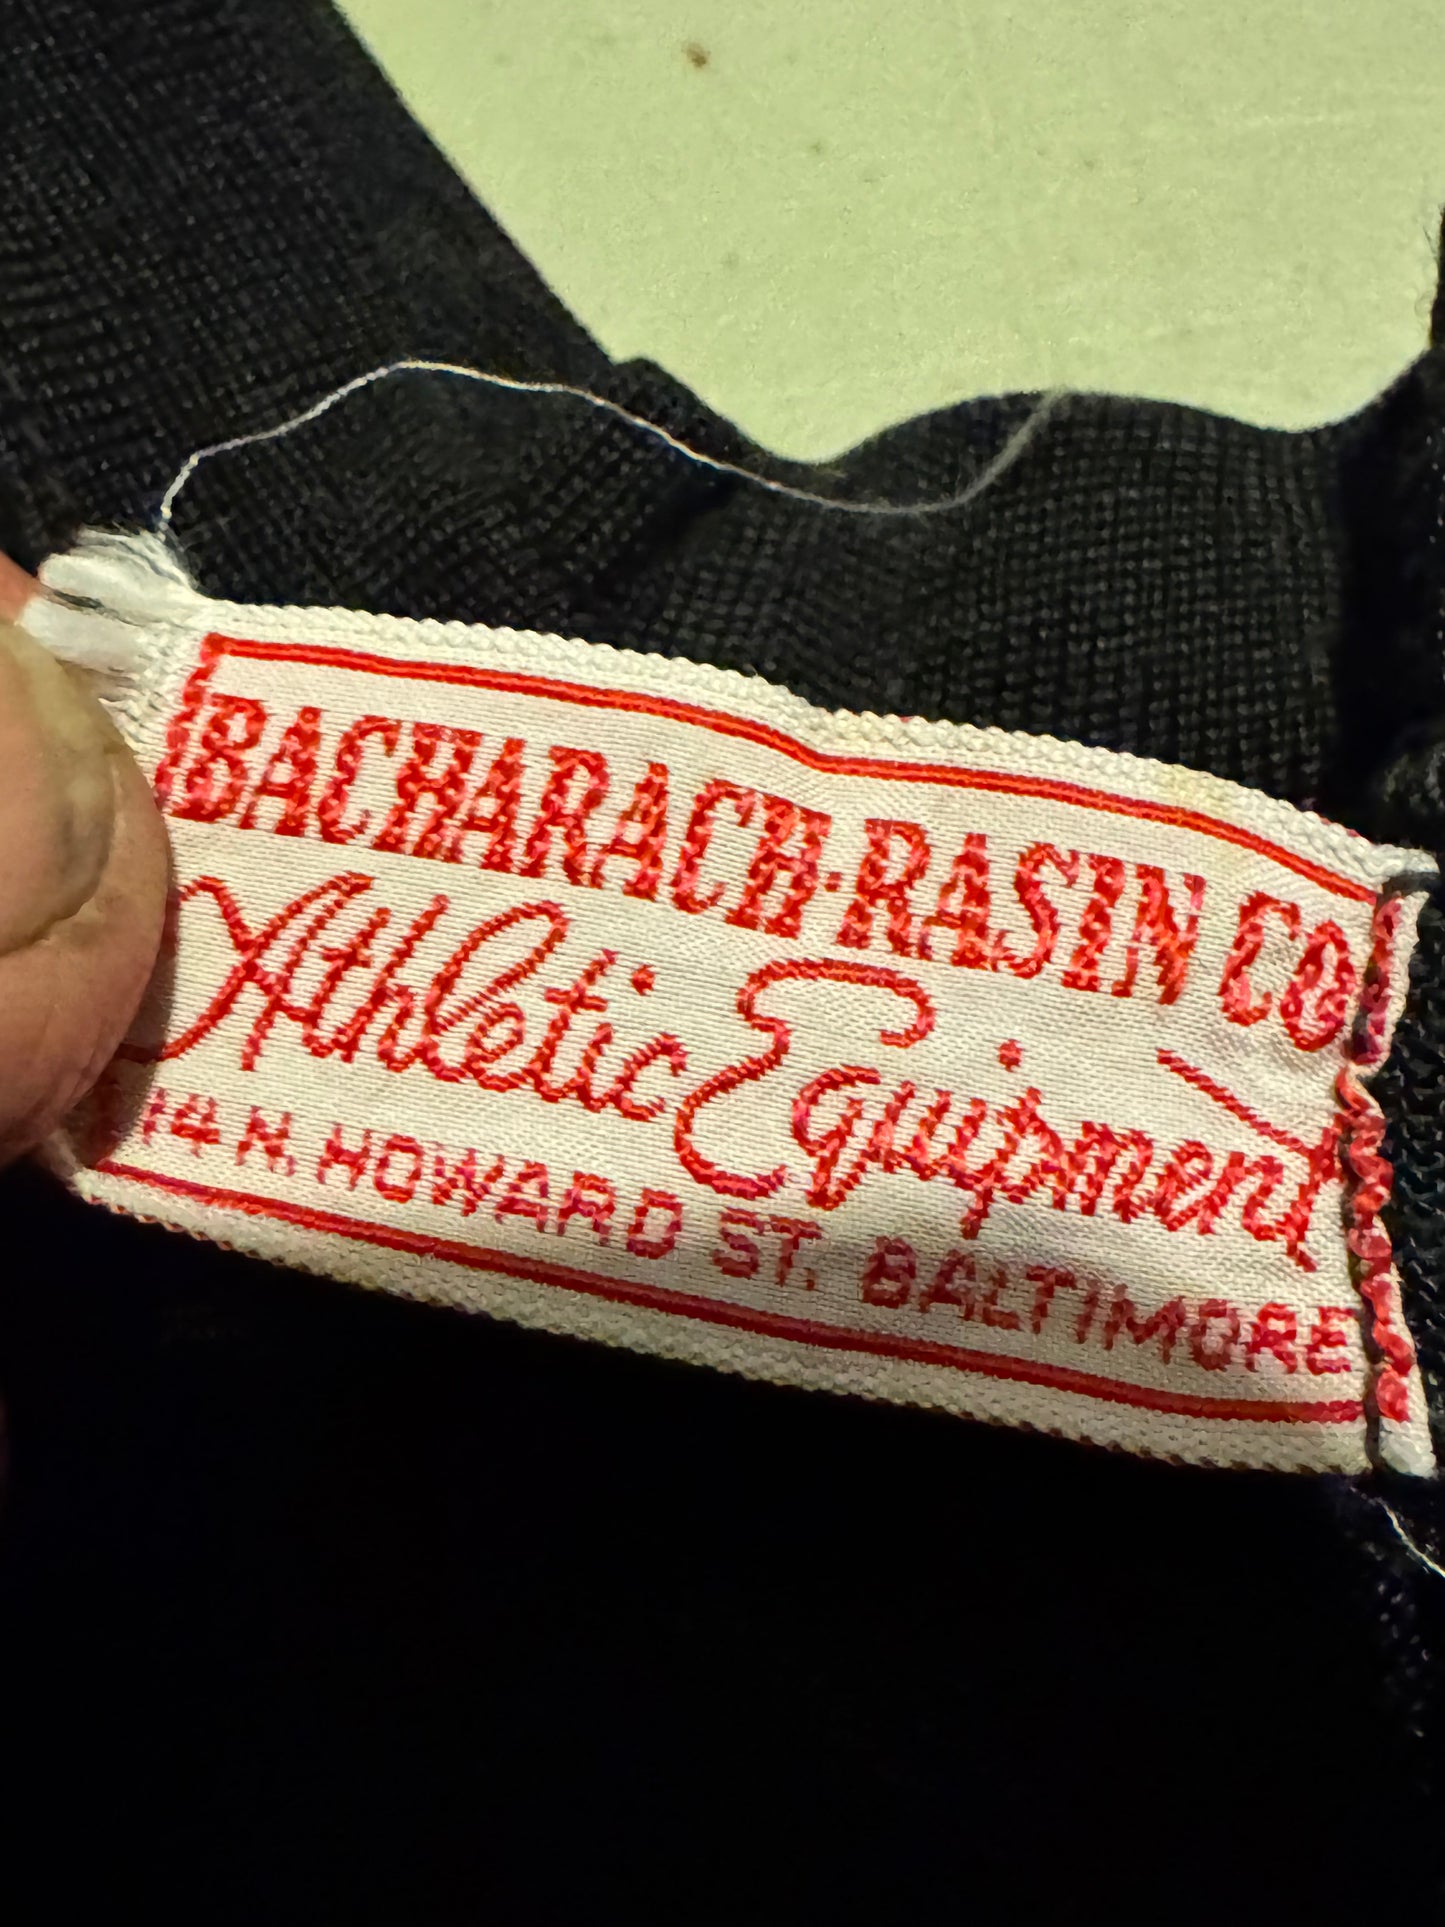 BACHARACH-RASIN CO
Athletic Equipment
14 N. HOWARD ST. BALTIMORE